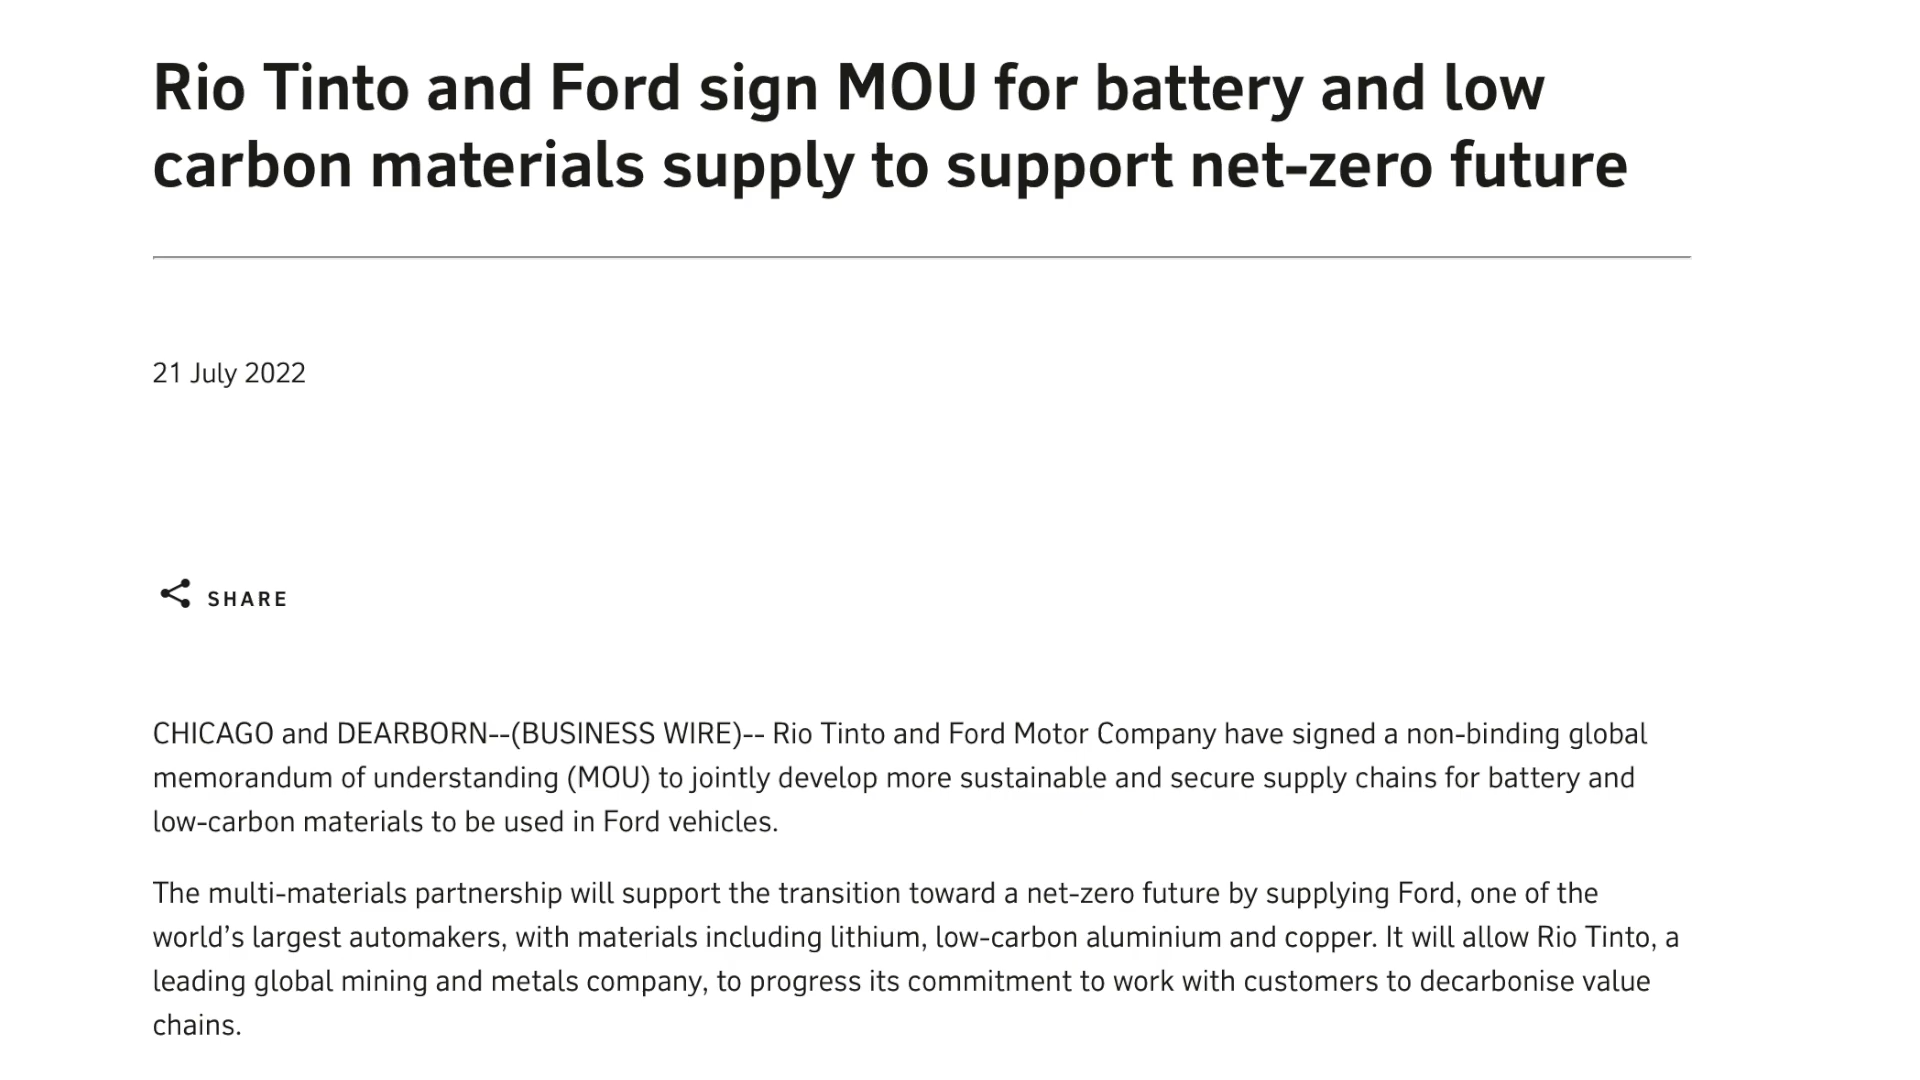 Rio Tinto and Ford sign MOU for battery and low
carbon materials supply to support net-zero future
21 July 2022
SHARE
CHICAGO and DEARBORN--(BUSINESS WIRE)-- Rio Tinto and Ford Motor Company have signed a non-binding global
memorandum of understanding (MOU) to jointly develop more sustainable and secure supply chains for battery and
low-carbon materials to be used in Ford vehicles.
The multi-materials partnership will support the transition toward a net-zero future by supplying Ford, one of the
world’s largest automakers, with materials including lithium, low-carbon aluminium and copper. It will allow Rio Tinto, a
leading global mining and metals company, to progress its commitment to work with customers to decarbonise value
chains.